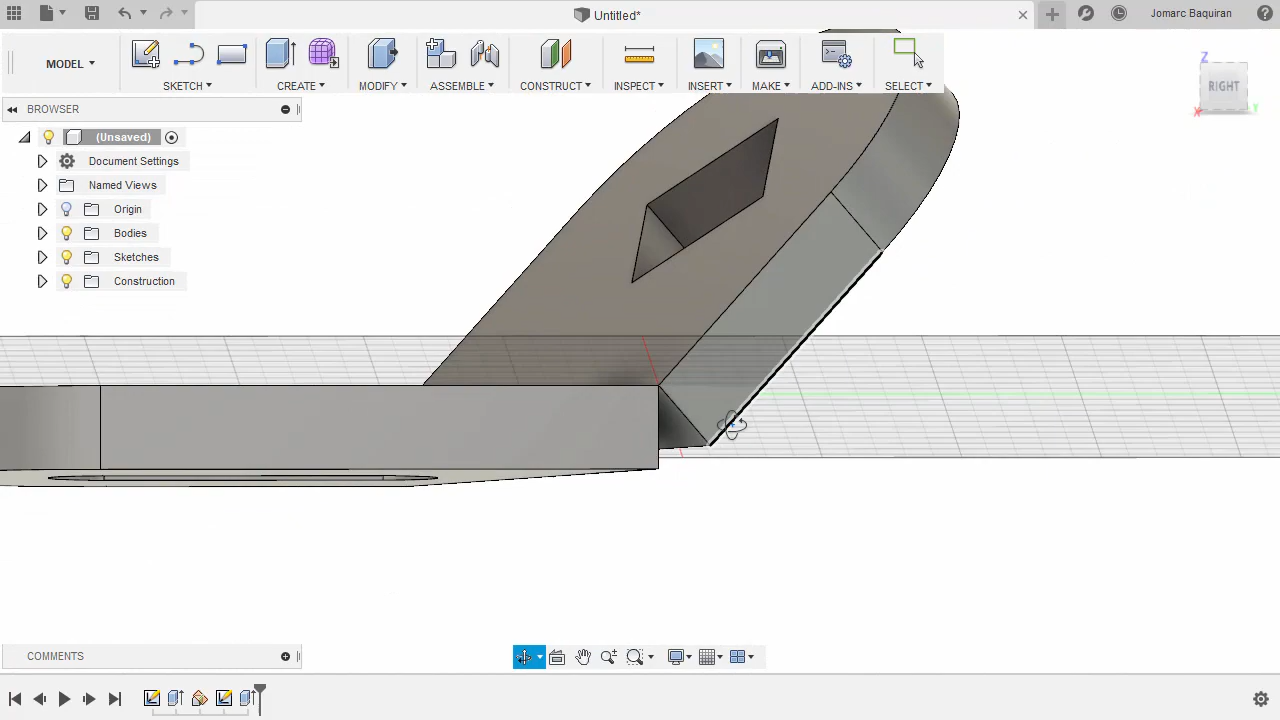 Untitled*
Jomarc Baquiran
MODEL
SKETCH
CREATE
MODIFY
ASSEMBLE
CONSTRUCT
INSPECT
INSERT
MAKE
ADD-INS
SELECT
Z
RIGHT
X
Y
BROWSER
(Unsaved)
Document Settings
Named Views
Origin
Bodies
Sketches
Construction
COMMENTS